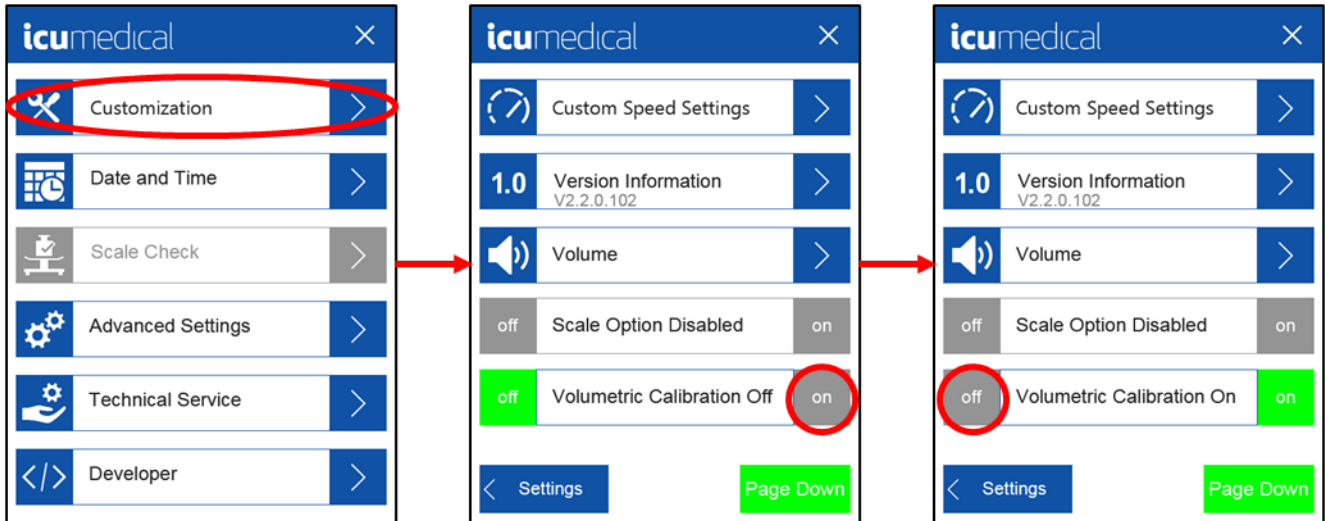 icumedical
Customization
Date and Time
Scale Check
Advanced Settings
Technical Service
</> Developer
icumedical
Custom Speed Settings
1.0 Version Information
V2.2.0.102
Volume
off Scale Option Disabled on
off Volumetric Calibration Off on
Settings Page Down
icumedical
Custom Speed Settings
1.0 Version Information
V2.2.0.102
Volume
off Scale Option Disabled on
off Volumetric Calibration On on
Settings Page Down